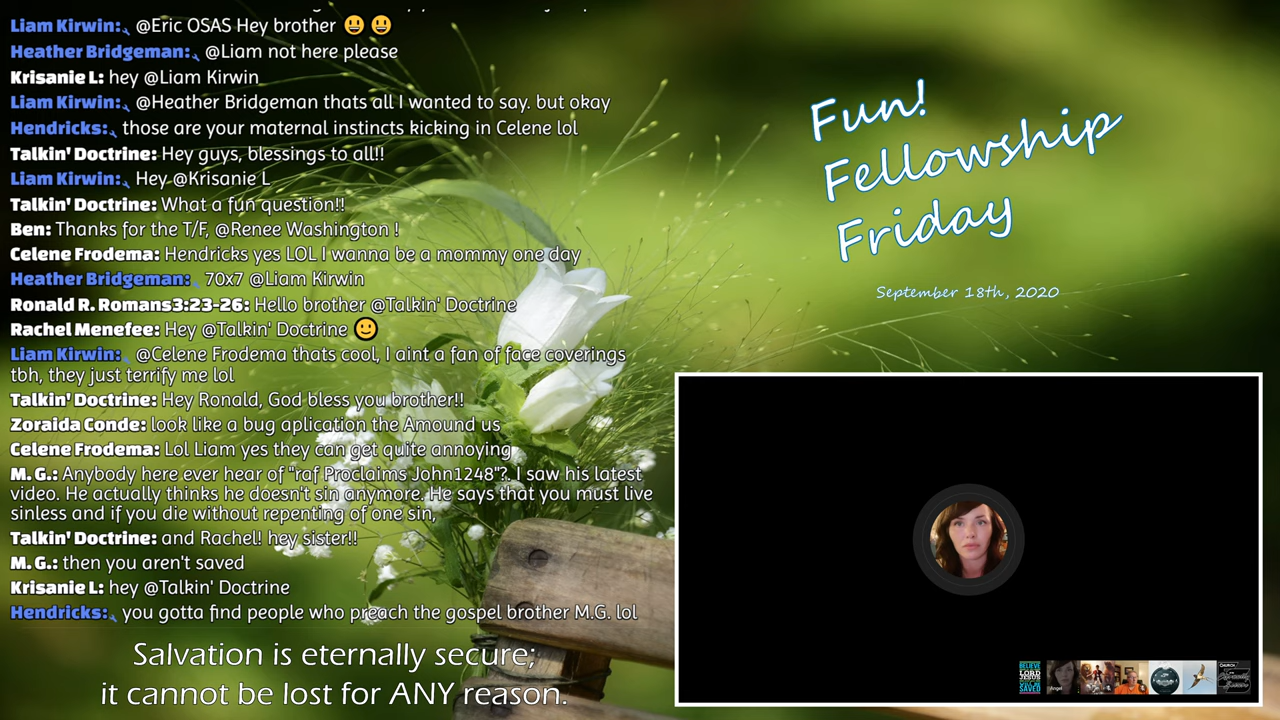 Liam Kirwin: @Eric OSAS Hey brother 😃 😃
Heather Bridgeman: @Liam not here please
Krisanie L: hey @Liam Kirwin
Liam Kirwin: @Heather Bridgeman thats all I wanted to say. but okay
Hendricks: those are your maternal instincts kicking in Celene lol
Talkin' Doctrine: Hey guys, blessings to all!!
Liam Kirwin: Hey @Krisanie L
Talkin' Doctrine: What a fun question!!
Ben: Thanks for the T/F, @Renee Washington !
Celene Frodema: Hendricks yes LOL I wanna be a mommy one day
Heather Bridgeman: 70x7 @Liam Kirwin
Ronald R. Romans3:23-26: Hello brother @Talkin' Doctrine
Rachel Menefee: Hey @Talkin' Doctrine 🙂
Liam Kirwin: @Celene Frodema thats cool, I aint a fan of face coverings
tbh, they just terrify me lol
Talkin' Doctrine: Hey Ronald, God bless you brother!!
Zoraida Conde: look like a bug aplication the Amound us
Celene Frodema: Lol Liam yes they can get quite annoying
M. G.: Anybody here ever hear of "raf Proclaims John1248"?. I saw his latest
video. He actually thinks he doesn't sin anymore. He says that you must live
sinless and if you die without repenting of one sin,
Talkin' Doctrine: and Rachel! hey sister!!
M. G.: then you aren't saved
Krisanie L: hey @Talkin' Doctrine
Hendricks: you gotta find people who preach the gospel brother M.G. lol
Salvation is eternally secure;
it cannot be lost for ANY reason.
Fun!
Fellowship
Friday
September 18th, 2020
BELIEVE
LORD
JESUS
SAVED
Angel
CHURCH